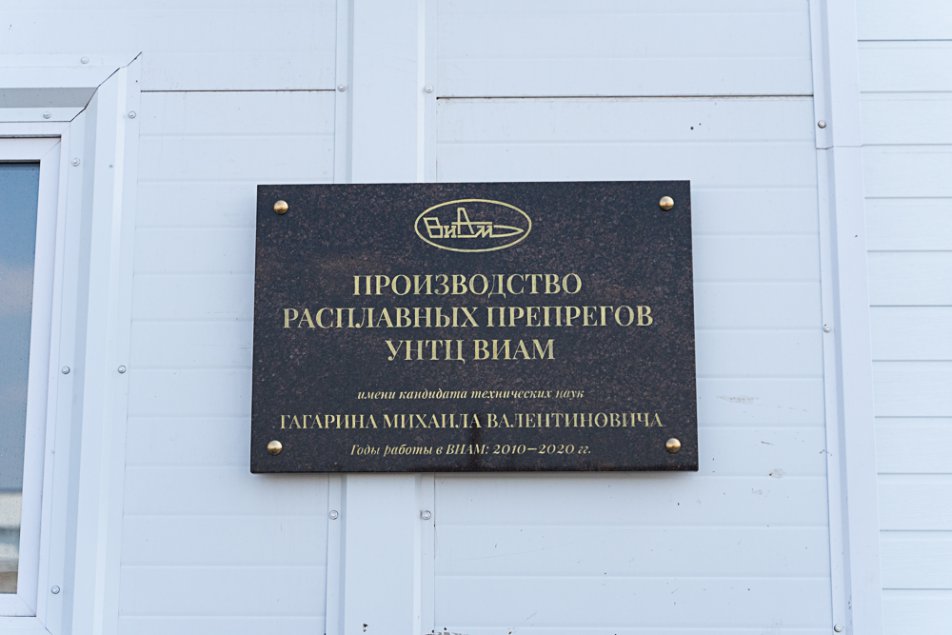 ВиАм
ПРОИЗВОДСТВО
РАСПЛАВНЫХ ПРЕПРЕГОВ
УНТЦ ВИАМ
имени кандидата технических наук
ГАГАРИНА МИХАИЛА ВАЛЕНТИНОВИЧА
Годы работы в ВИАМ: 2010—2020 гг.